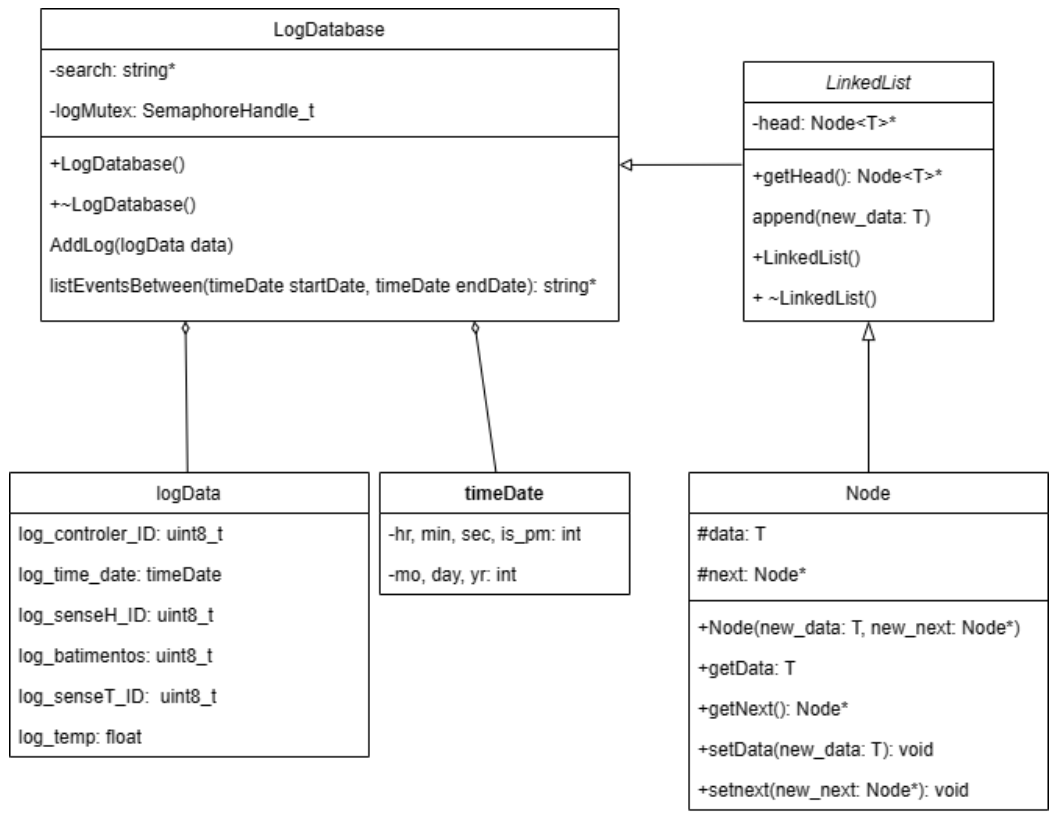 LogDatabase
-search: string*
-logMutex: SemaphoreHandle_t
+LogDatabase()
+~LogDatabase()
AddLog(logData data)
listEventsBetween(timeDate startDate, timeDate endDate): string*
LinkedList
-head: Node<T>*
+getHead(): Node<T>*
append(new_data: T)
+LinkedList()
+ ~LinkedList()
logData
log_controler_ID: uint8_t
log_time_date: timeDate
log_senseH_ID: uint8_t
log_batimentos: uint8_t
log_senseT_ID:  uint8_t
log_temp: float
timeDate
-hr, min, sec, is_pm: int
-mo, day, yr: int
Node
#data: T
#next: Node*
+Node(new_data: T, new_next: Node*)
+getData: T
+getNext(): Node*
+setData(new_data: T): void
+setnext(new_next: Node*): void